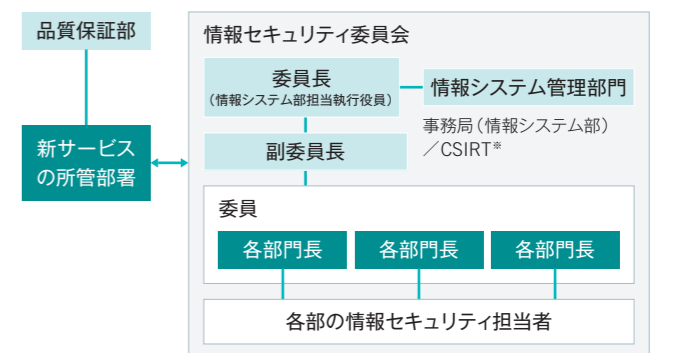 品質保証部
新サービス
の所管部署
情報セキュリティ委員会
委員長
（情報システム部担当執行役員）
情報システム管理部門
事務局（情報システム部）
／CSIRT※
副委員長
委員
各部門長
各部門長
各部門長
各部の情報セキュリティ担当者